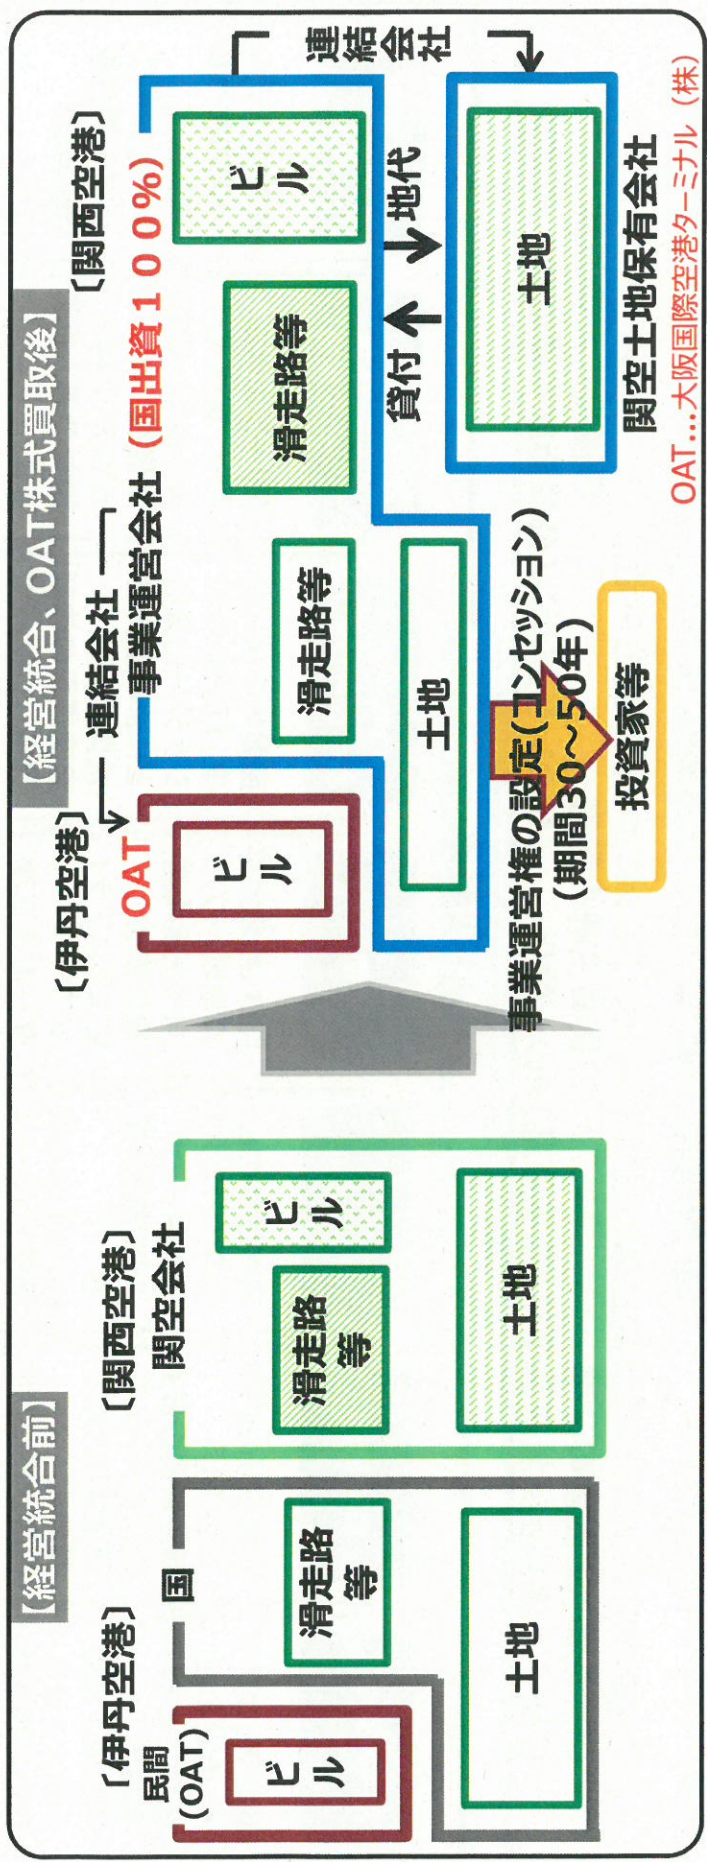 【経営統合前】
〔伊丹空港〕
民間
(OAT)
ビル
国
滑走路
等
土地
〔関西空港〕
関空会社
滑走路
等
ビル
土地
【経営統合、OAT株式買取後】
〔伊丹空港〕
連結会社
OAT
ビル
〔関西空港〕
事業運営会社(国出資100%)
滑走路等
土地
滑走路等
ビル
連結会社
貸付
地代
土地
関空土地保有会社
事業運営権の設定(コンセッション)
(期間30~50年)
投資家等
OAT...大阪国際空港ターミナル(株)